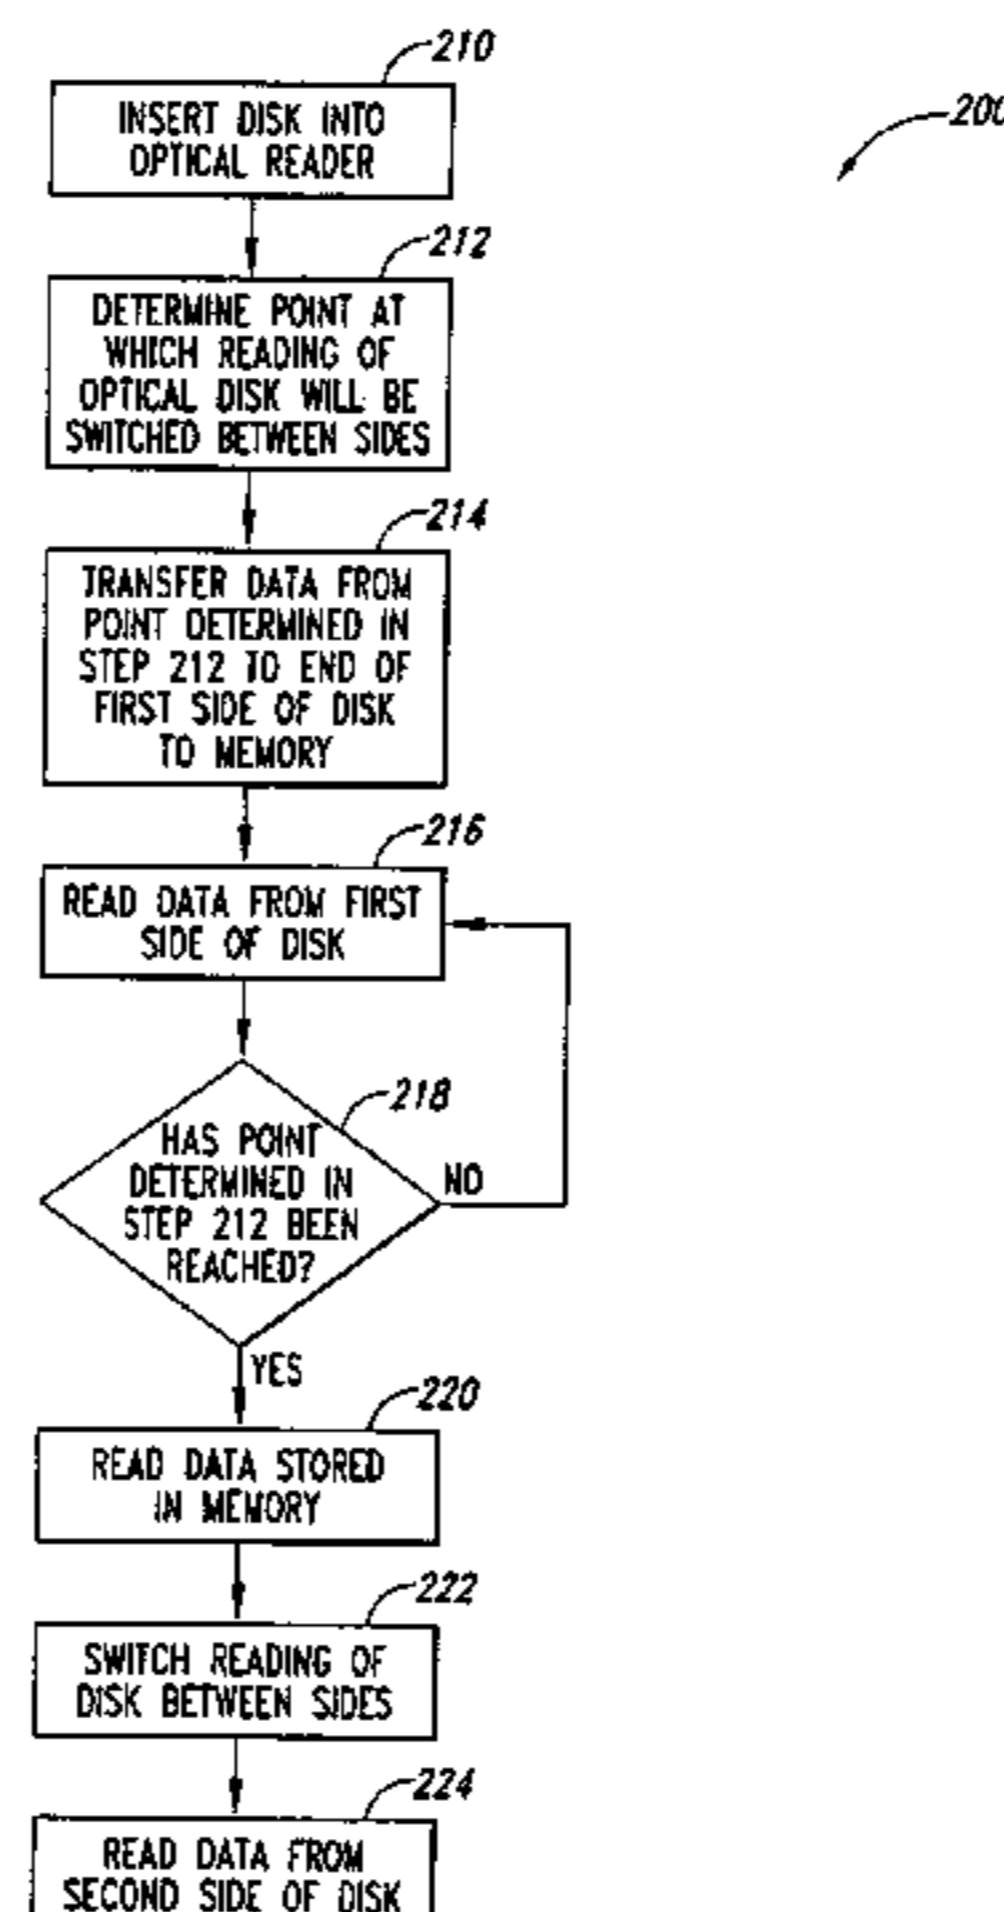 210
200
INSERT DISK INTO
OPTICAL READER
212
DETERMINE POINT AT
WHICH READING OF
OPTICAL DISK WILL BE
SWITCHED BETWEEN SIDES
214
TRANSFER DATA FROM
POINT DETERMINED IN
STEP 212 TO END OF
FIRST SIDE OF DISK
TO MEMORY
216
READ DATA FROM FIRST
SIDE OF DISK
218
HAS POINT
DETERMINED IN
STEP 212 BEEN
REACHED?
NO
YES
220
READ DATA STORED
IN MEMORY
222
SWITCH READING OF
DISK BETWEEN SIDES
224
READ DATA FROM
SECOND SIDE OF DISK